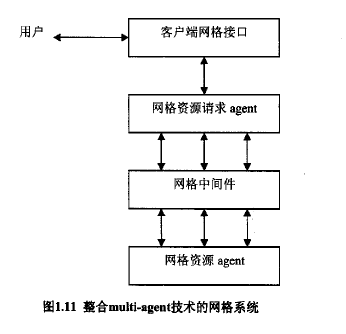 用户
客户端网格接口
网格资源请求 agent
网格中间件
网格资源 agent
图1.11 整合multi-agent技术的网格系统